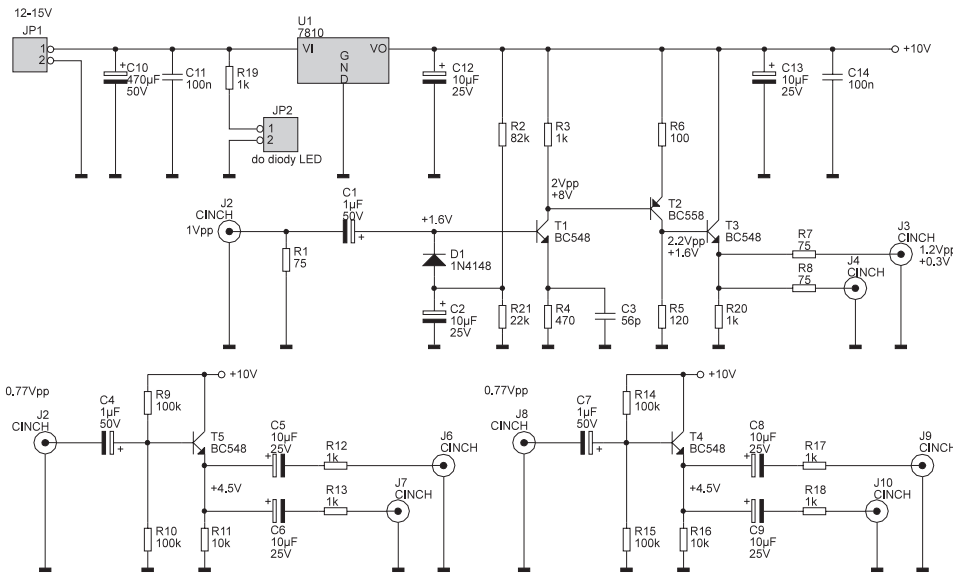 12-15V
JP1
1
2
C10
470µF
50V
C11
100n
R19
1k
JP2
1
2
do diody LED
U1
7810
VI
VO
GND
C12
10µF
25V
R2
82k
R3
1k
R6
100
C13
10µF
25V
C14
100n
+10V
J2
CINCH
1Vpp
R1
75
C1
1µF
50V
+1.6V
D1
1N4148
C2
10µF
25V
R21
22k
2Vpp
+8V
T1
BC548
R4
470
C3
56p
T2
BC558
2.2Vpp
+1.6V
R5
120
T3
BC548
R20
1k
R7
75
R8
75
J3
CINCH
1.2Vpp
+0.3V
J4
CINCH
0.77Vpp
J2
CINCH
C4
1µF
50V
R9
100k
+10V
T5
BC548
+4.5V
R10
100k
R11
10k
C5
10µF
25V
R12
1k
J6
CINCH
C6
10µF
25V
R13
1k
J7
CINCH
0.77Vpp
J8
CINCH
C7
1µF
50V
R14
100k
+10V
T4
BC548
+4.5V
R15
100k
R16
10k
C8
10µF
25V
R17
1k
J9
CINCH
C9
10µF
25V
R18
1k
J10
CINCH